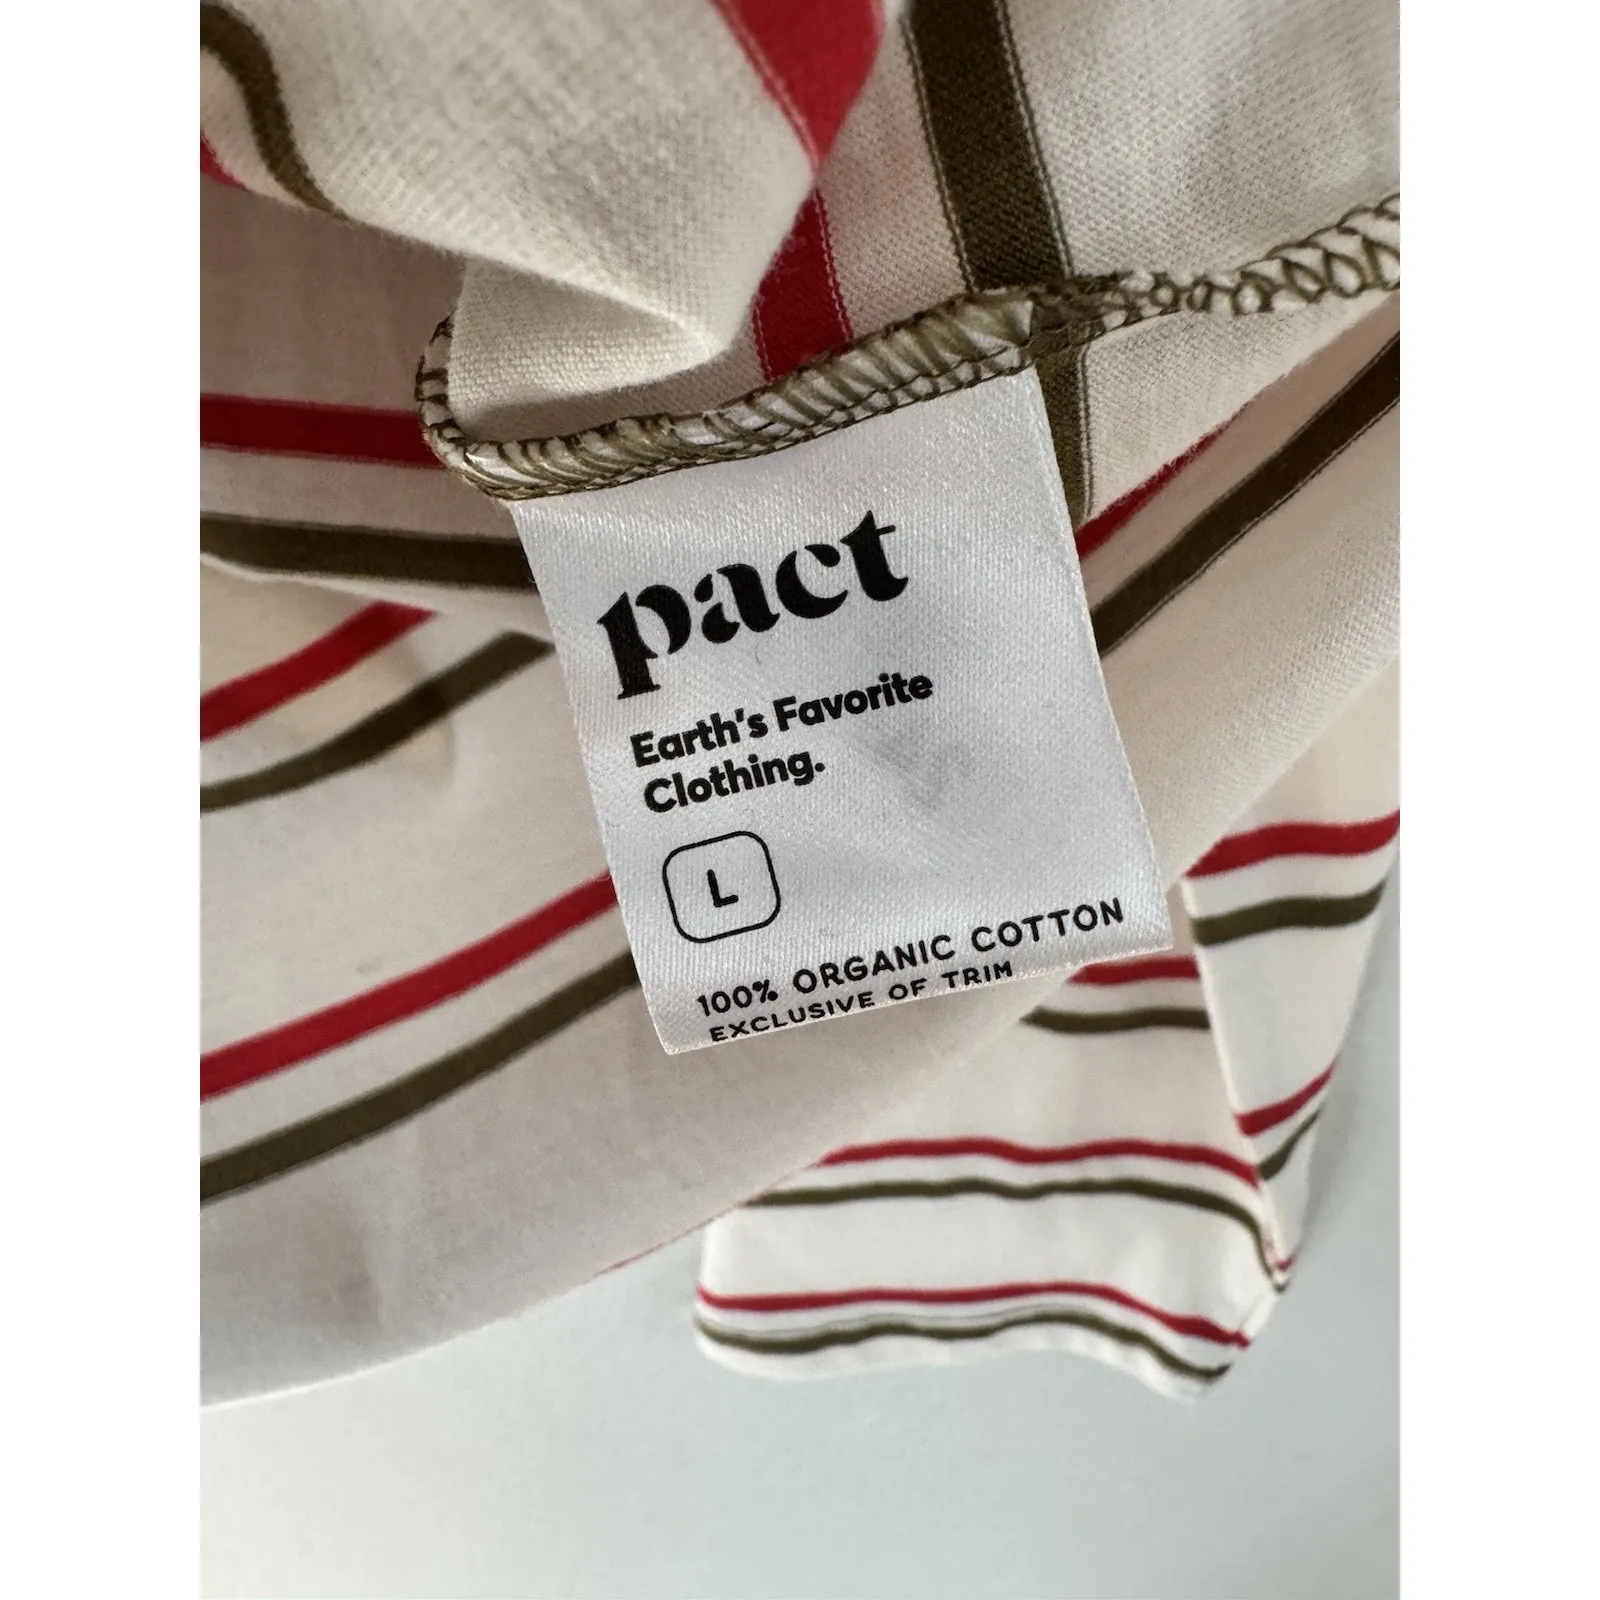 pact
Earth's Favorite
Clothing.
L
100% ORGANIC COTTON
EXCLUSIVE OF TRIM